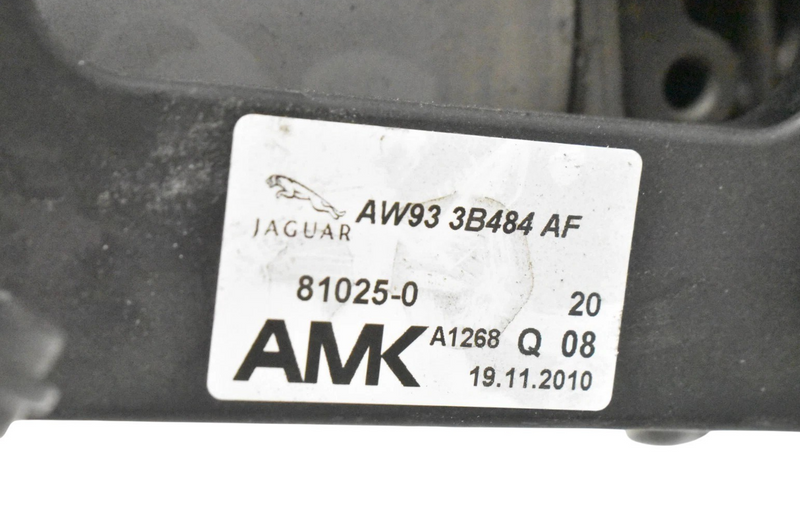 JAGUAR AW93 3B484 AF
81025-0 20
AMK A1268 Q 08
19.11.2010